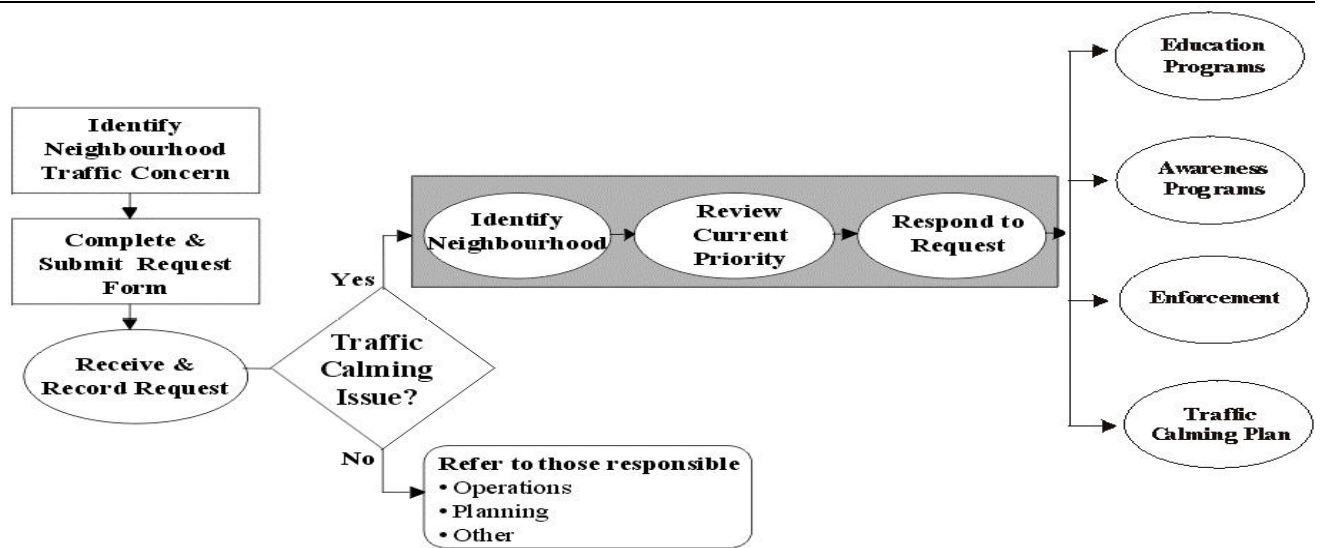 Identify
Neighbourhood
Traffic Concern
Complete &
Submit Request
Form
Receive &
Record Request
Traffic
Calming
Issue?
Yes
No
Identify
Neighbourhood
Review
Current
Priority
Respond to
Request
Refer to those responsible
• Operations
• Planning
• Other
Education
Programs
Awareness
Programs
Enforcement
Traffic
Calming Plan